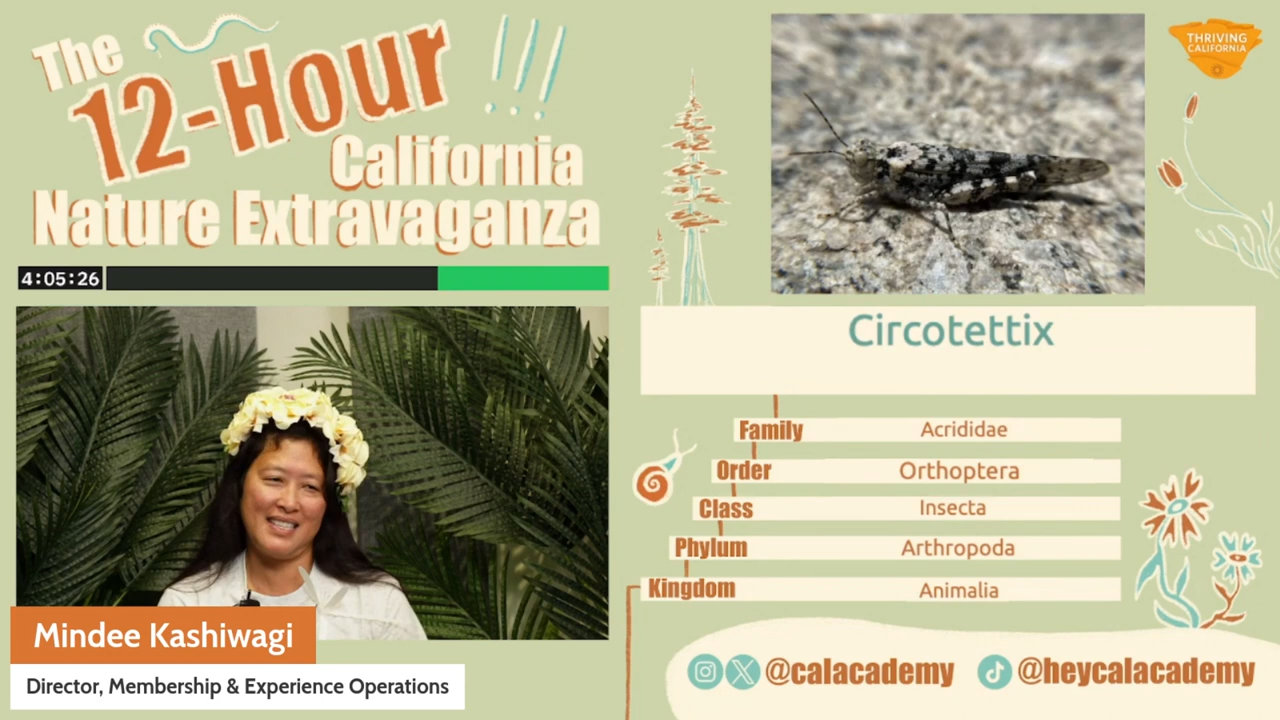 The
12-Hour
!!!
California
Nature Extravaganza
4:05:26
Mindee Kashiwagi
Director, Membership & Experience Operations
THRIVING
CALIFORNIA
Circotettix
Family Acrididae
Order Orthoptera
Class Insecta
Phylum Arthropoda
Kingdom Animalia
@calacademy @heycalacademy